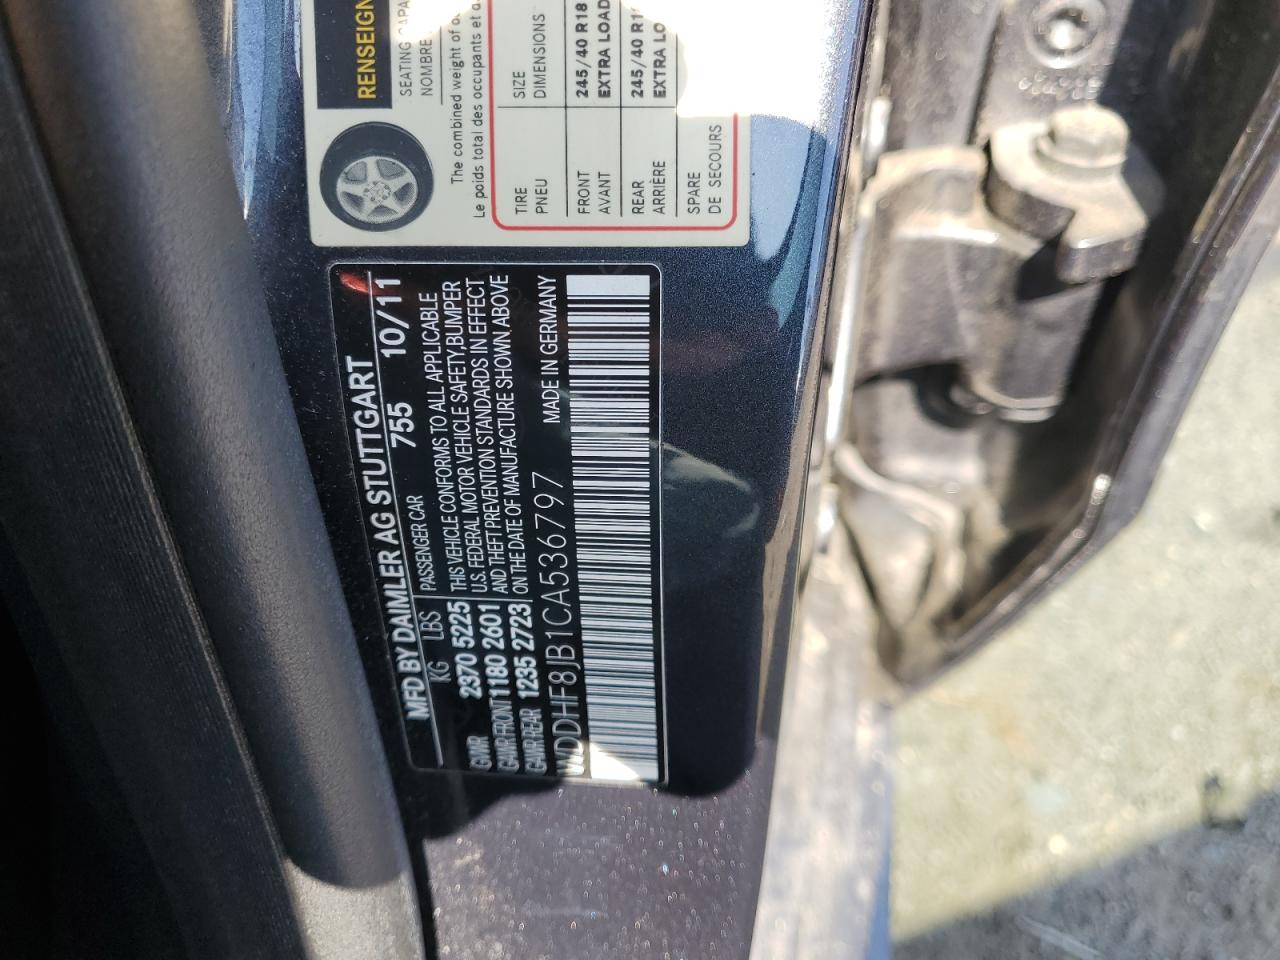 RENSEIGN
SEATING CAPA
NOMBRE
The combined weight of o
Le poids total des occupants et d
TIRE SIZE
PNEU DIMENSIONS
FRONT 245/40 R18
AVANT EXTRA LOAD
REAR 245/40 R1
ARRIÈRE EXTRA LO
SPARE
DE SECOURS
MFD BY DAIMLER AG STUTTGART
KG LBS PASSENGER CAR 755 10/11
GVWR 2370 5225 THIS VEHICLE CONFORMS TO ALL APPLICABLE
GAWR FRONT 1180 2601 U.S. FEDERAL MOTOR VEHICLE SAFETY,BUMPER
GAWR REAR 1235 2723 AND THEFT PREVENTION STANDARDS IN EFFECT
ON THE DATE OF MANUFACTURE SHOWN ABOVE
WDDHF8JB1CA536797 MADE IN GERMANY